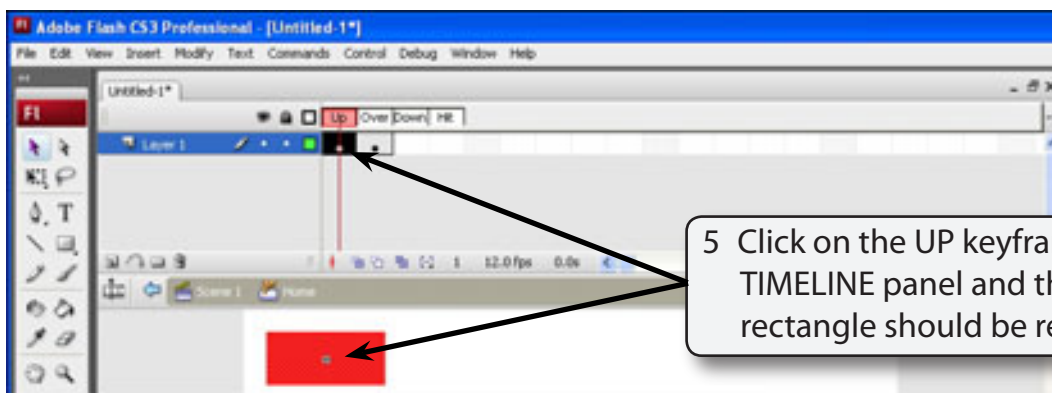 Adobe Flash CS3 Professional - [Untitled-1*]
File Edit View Insert Modify Text Commands Control Debug Window Help
Untitled-1*
Fl
Up Over Down Hit
Layer 1
1 12.0 fps 0.0s
Scene 1 Home
5 Click on the UP keyfra
TIMELINE panel and th
rectangle should be re